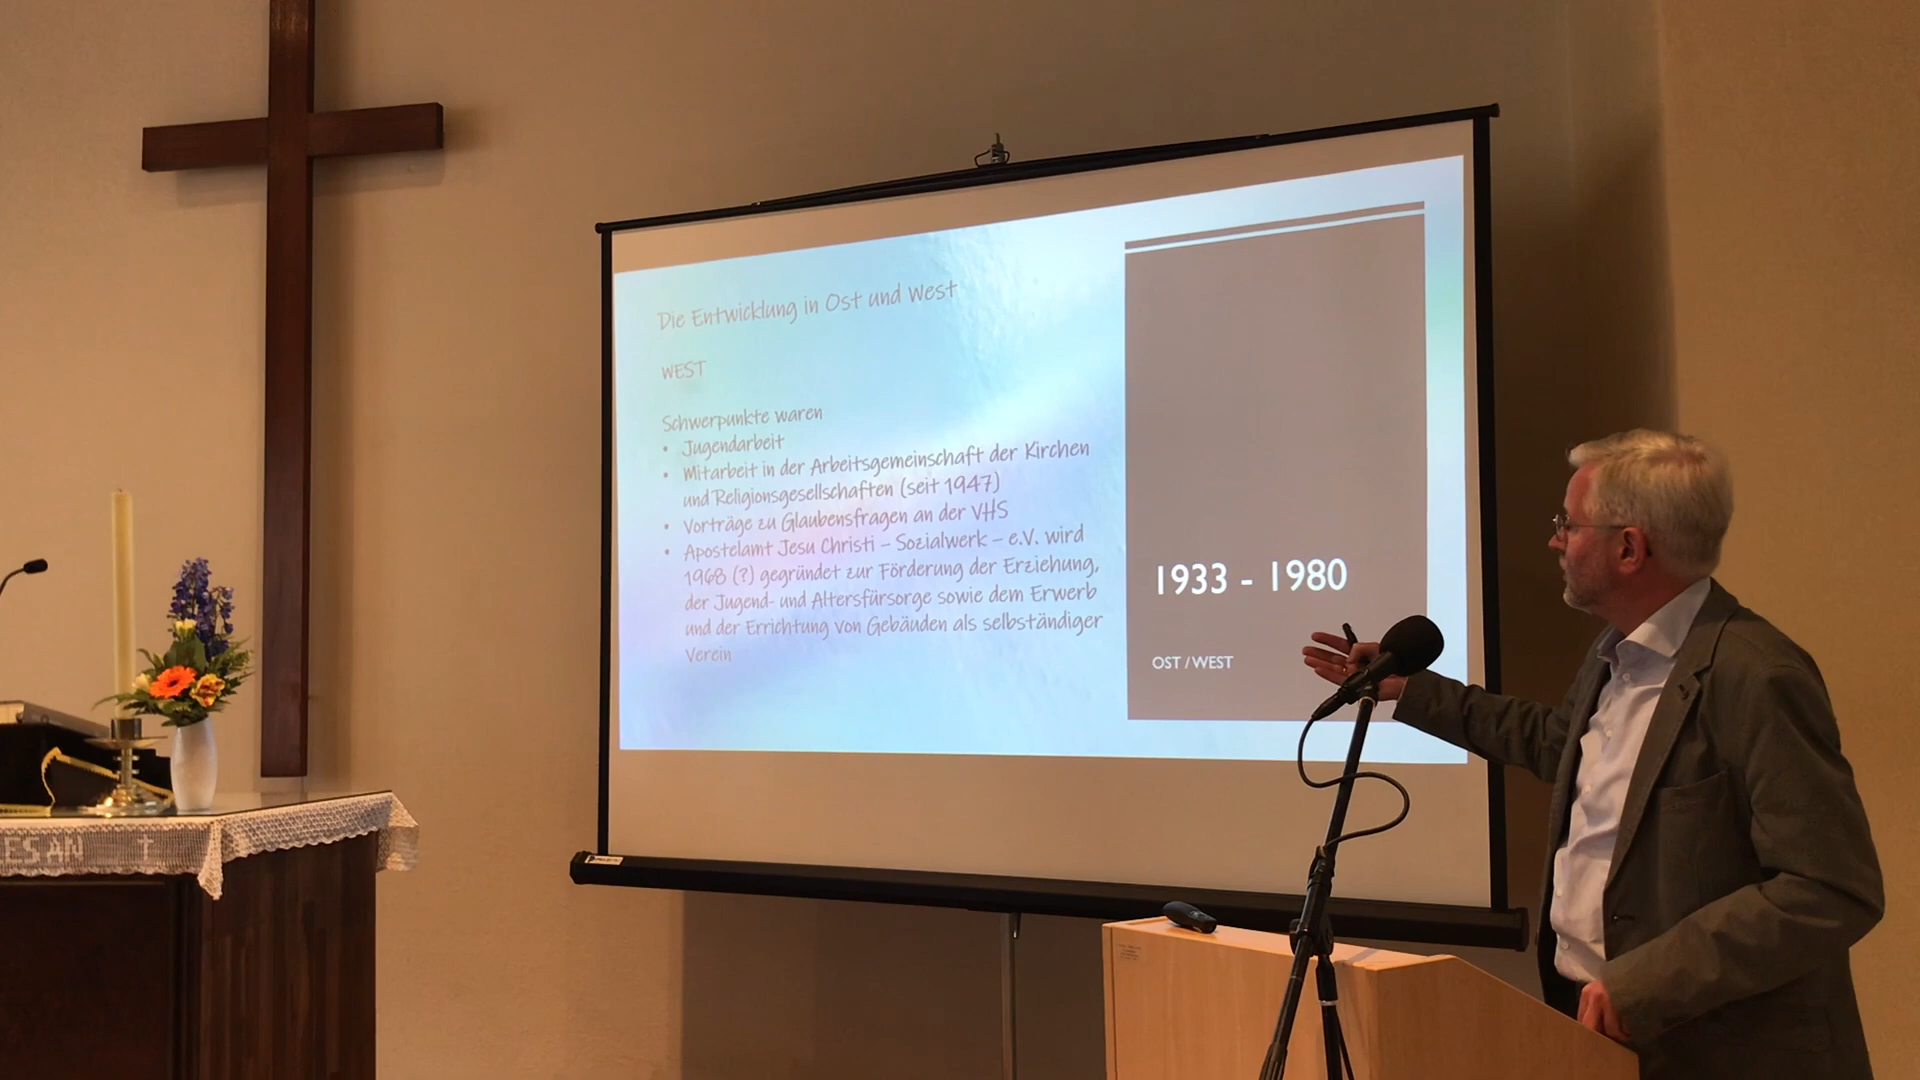 Die Entwicklung in Ost und West
WEST
Schwerpunkte waren
• Jugendarbeit
• Mitarbeit in der Arbeitsgemeinschaft der Kirchen
und Religionsgesellschaften (seit 1947)
• Vorträge zu Glaubensfragen an der VHS
• Apostelamt Jesu Christi – Sozialwerk – e.V. wird
1968 (?) gegründet zur Förderung der Erziehung,
der Jugend- und Altersfürsorge sowie dem Erwerb
und der Errichtung von Gebäuden als selbständiger
Verein
1933 - 1980
OST / WEST
ESAN